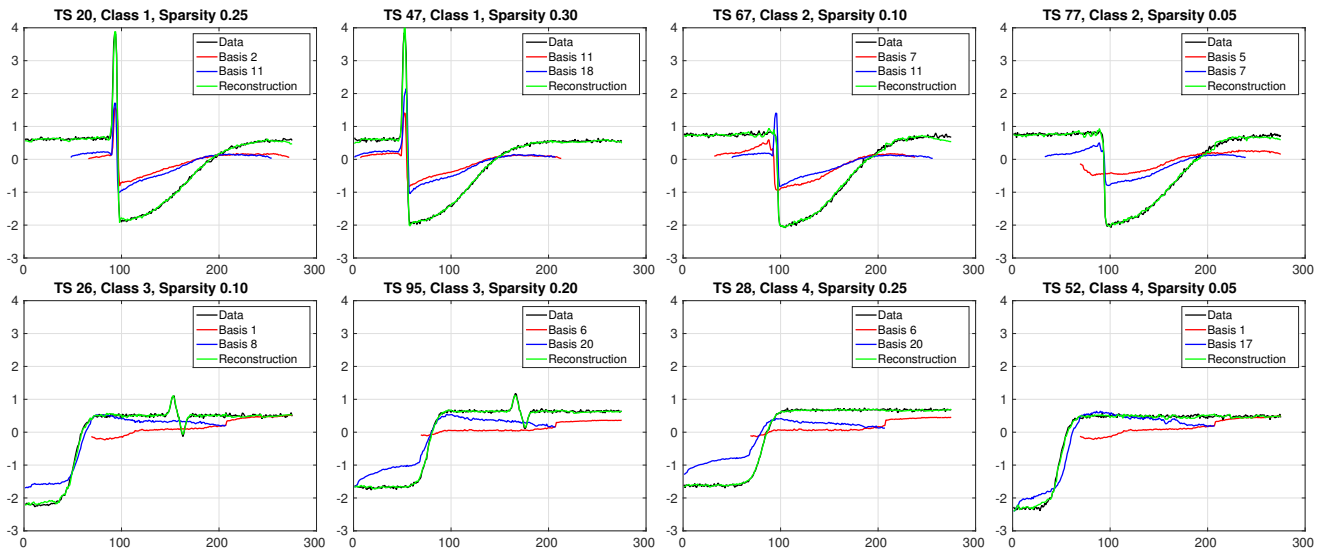 TS 20, Class 1, Sparsity 0.25
4
3
2
1
0
-1
-2
-3
0
100
200
300
Data
Basis 2
Basis 11
Reconstruction
TS 47, Class 1, Sparsity 0.30
4
3
2
1
0
-1
-2
-3
0
100
200
300
Data
Basis 11
Basis 18
Reconstruction
TS 67, Class 2, Sparsity 0.10
4
3
2
1
0
-1
-2
-3
0
100
200
300
Data
Basis 7
Basis 11
Reconstruction
TS 77, Class 2, Sparsity 0.05
4
3
2
1
0
-1
-2
-3
0
100
200
300
Data
Basis 5
Basis 7
Reconstruction
TS 26, Class 3, Sparsity 0.10
4
3
2
1
0
-1
-2
-3
0
100
200
300
Data
Basis 1
Basis 8
Reconstruction
TS 95, Class 3, Sparsity 0.20
4
3
2
1
0
-1
-2
-3
0
100
200
300
Data
Basis 6
Basis 20
Reconstruction
TS 28, Class 4, Sparsity 0.25
4
3
2
1
0
-1
-2
-3
0
100
200
300
Data
Basis 6
Basis 20
Reconstruction
TS 52, Class 4, Sparsity 0.05
4
3
2
1
0
-1
-2
-3
0
100
200
300
Data
Basis 1
Basis 17
Reconstruction